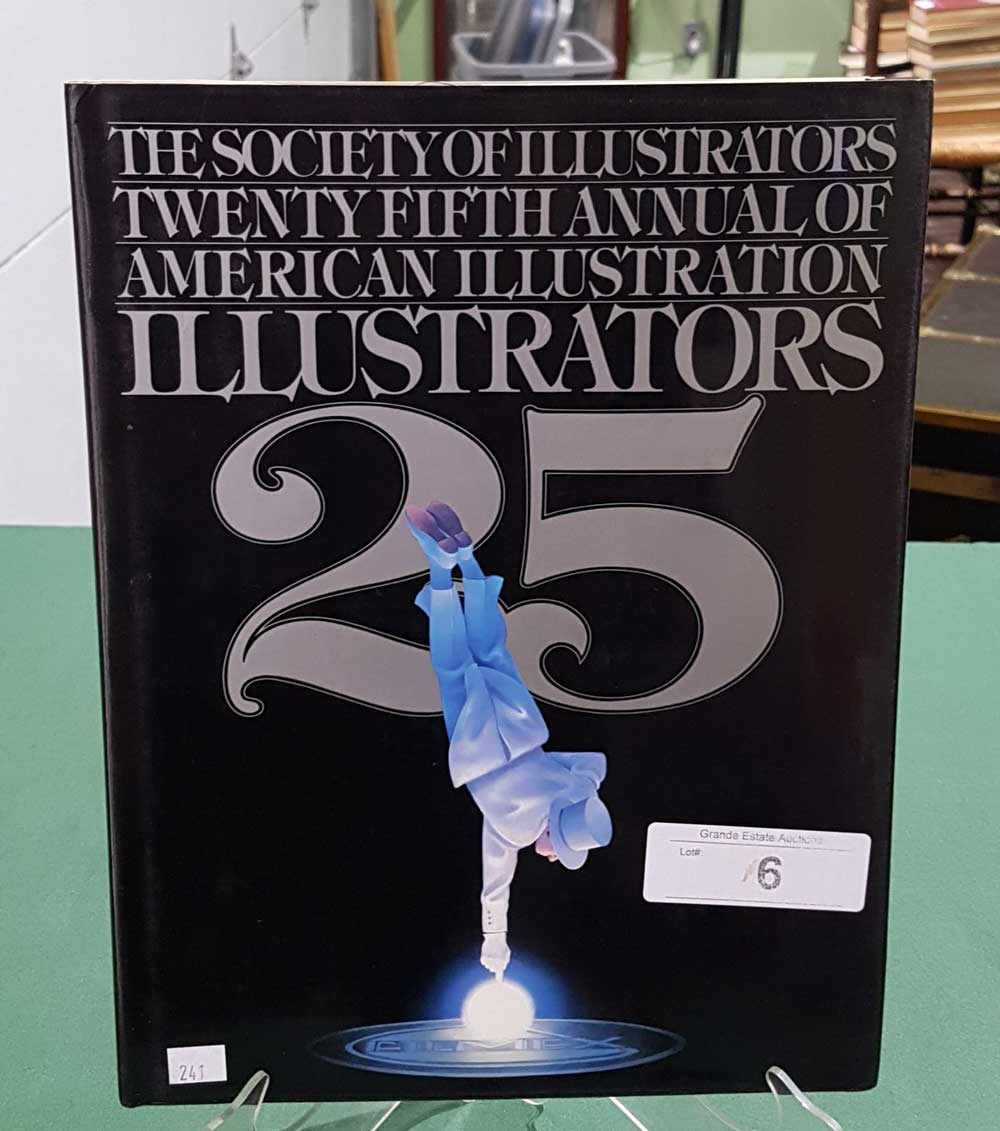 THE SOCIETY OF ILLUSTRATORS
TWENTY FIFTH ANNUAL OF
AMERICAN ILLUSTRATION
ILLUSTRATORS
25
Grande Estate Auctions
Lot#:
6
241